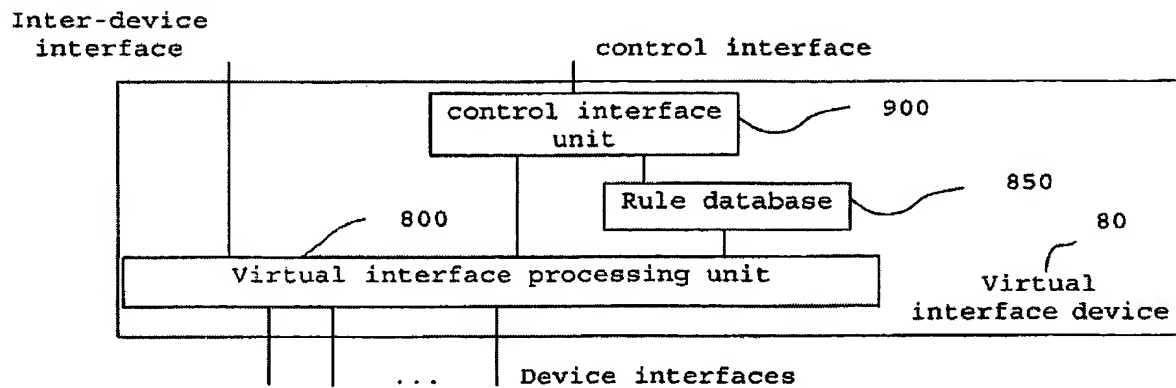 Inter-device
interface
control interface
control interface
unit
900
Rule database
850
800
80
Virtual interface processing unit
Virtual
interface device
... Device interfaces